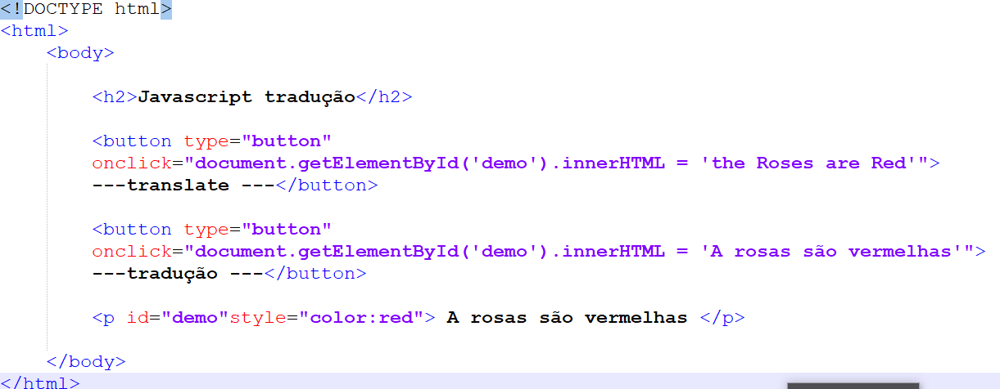 <!DOCTYPE html>
<html>
<body>
<h2>Javascript tradução</h2>
<button type="button"
onclick="document.getElementById('demo').innerHTML = 'the Roses are Red'">
---translate ---</button>
<button type="button"
onclick="document.getElementById('demo').innerHTML = 'A rosas são vermelhas'">
---tradução ---</button>
<p id="demo"style="color:red"> A rosas são vermelhas </p>
</body>
</html>